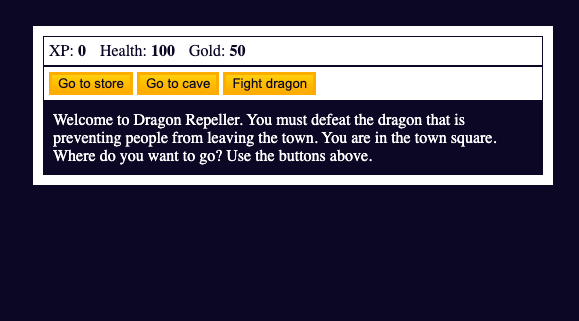 XP: 0 Health: 100 Gold: 50
Go to store Go to cave Fight dragon
Welcome to Dragon Repeller. You must defeat the dragon that is
preventing people from leaving the town. You are in the town square.
Where do you want to go? Use the buttons above.